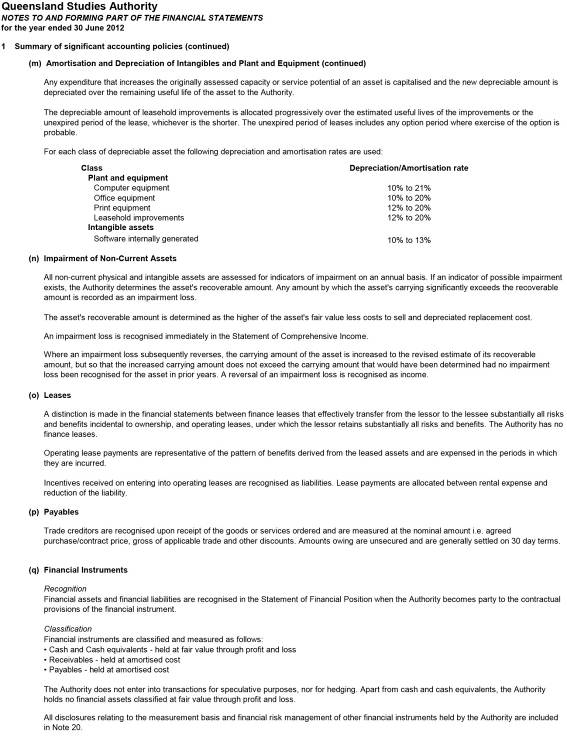 Queensland Studies Authority
NOTES TO AND FORMING PART OF THE FINANCIAL STATEMENTS
for the year ended 30 June 2012
1 Summary of significant accounting policies (continued)
(m) Amortisation and Depreciation of Intangibles and Plant and Equipment (continued)
Any expenditure that increases the originally assessed capacity or service potential of an asset is capitalised and the new depreciable amount is
depreciated over the remaining useful life of the asset to the Authority.
The depreciable amount of leasehold improvements is allocated progressively over the estimated useful lives of the improvements or the
unexpired period of the lease, whichever is the shorter. The unexpired period of leases includes any option period where exercise of the option is
probable.
For each class of depreciable asset the following depreciation and amortisation rates are used:
Class Depreciation/Amortisation rate
Plant and equipment
Computer equipment 10% to 21%
Office equipment 10% to 20%
Print equipment 12% to 20%
Leasehold improvements 12% to 20%
Intangible assets
Software internally generated 10% to 13%
(n) Impairment of Non-Current Assets
All non-current physical and intangible assets are assessed for indicators of impairment on an annual basis. If an indicator of possible impairment
exists, the Authority determines the asset's recoverable amount. Any amount by which the asset's carrying significantly exceeds the recoverable
amount is recorded as an impairment loss.
The asset's recoverable amount is determined as the higher of the asset's fair value less costs to sell and depreciated replacement cost.
An impairment loss is recognised immediately in the Statement of Comprehensive Income.
Where an impairment loss subsequently reverses, the carrying amount of the asset is increased to the revised estimate of its recoverable
amount, but so that the increased carrying amount does not exceed the carrying amount that would have been determined had no impairment
loss been recognised for the asset in prior years. A reversal of an impairment loss is recognised as income.
(o) Leases
A distinction is made in the financial statements between finance leases that effectively transfer from the lessor to the lessee substantially all risks
and benefits incidental to ownership, and operating leases, under which the lessor retains substantially all risks and benefits. The Authority has no
finance leases.
Operating lease payments are representative of the pattern of benefits derived from the leased assets and are expensed in the periods in which
they are incurred.
Incentives received on entering into operating leases are recognised as liabilities. Lease payments are allocated between rental expense and
reduction of the liability.
(p) Payables
Trade creditors are recognised upon receipt of the goods or services ordered and are measured at the nominal amount i.e. agreed
purchase/contract price, gross of applicable trade and other discounts. Amounts owing are unsecured and are generally settled on 30 day terms.
(q) Financial Instruments
Recognition
Financial assets and financial liabilities are recognised in the Statement of Financial Position when the Authority becomes party to the contractual
provisions of the financial instrument.
Classification
Financial instruments are classified and measured as follows:
• Cash and Cash equivalents - held at fair value through profit and loss
• Receivables - held at amortised cost
• Payables - held at amortised cost
The Authority does not enter into transactions for speculative purposes, nor for hedging. Apart from cash and cash equivalents, the Authority
holds no financial assets classified at fair value through profit and loss.
All disclosures relating to the measurement basis and financial risk management of other financial instruments held by the Authority are included
in Note 20.